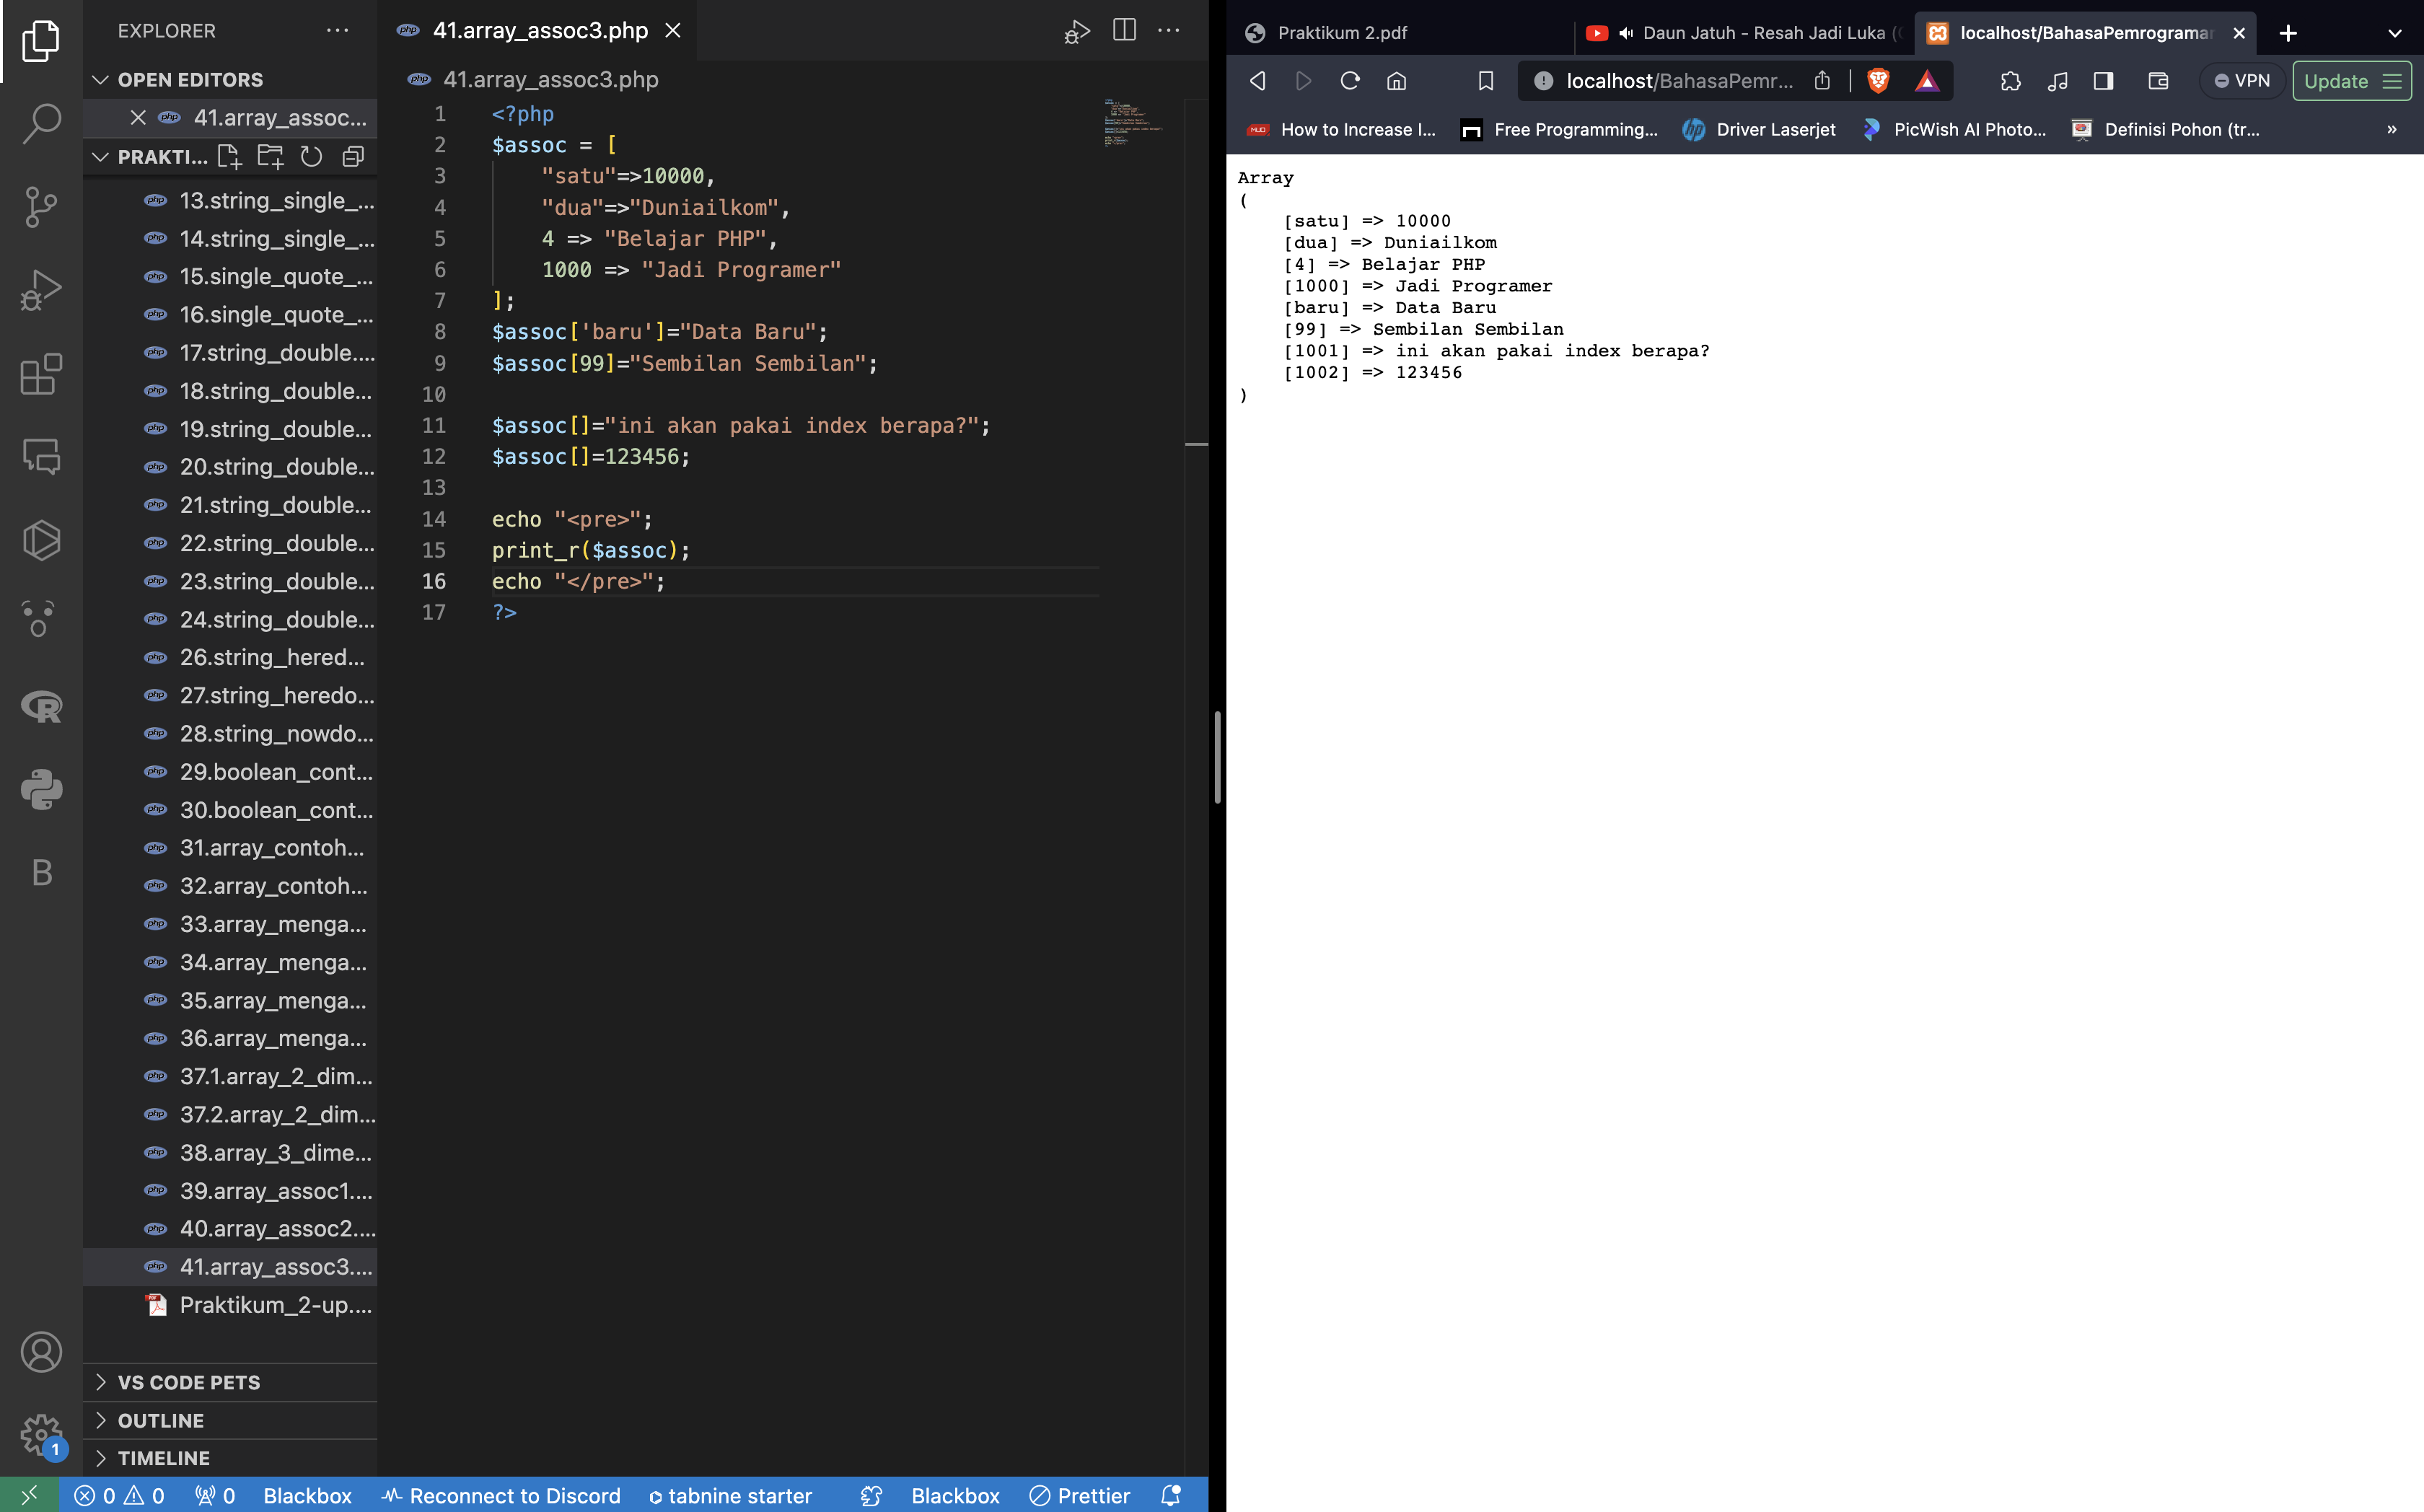 EXPLORER
OPEN EDITORS
41.array_assoc...
PRAKTI...
13.string_single_...
14.string_single_...
15.single_quote_...
16.single_quote_...
17.string_double....
18.string_double...
19.string_double...
20.string_double...
21.string_double...
22.string_double...
23.string_double...
24.string_double...
26.string_hered...
27.string_heredo...
28.string_nowdo...
29.boolean_cont...
30.boolean_cont...
31.array_contoh...
32.array_contoh...
33.array_menga...
34.array_menga...
35.array_menga...
36.array_menga...
37.1.array_2_dim...
37.2.array_2_dim...
38.array_3_dime...
39.array_assoc1....
40.array_assoc2....
41.array_assoc3....
Praktikum_2-up....
VS CODE PETS
OUTLINE
TIMELINE
41.array_assoc3.php
41.array_assoc3.php
1 <?php
2 $assoc = [
3 "satu"=>10000,
4 "dua"=>"Duniailkom",
5 4 => "Belajar PHP",
6 1000 => "Jadi Programer"
7 ];
8 $assoc['baru']="Data Baru";
9 $assoc[99]="Sembilan Sembilan";
10
11 $assoc[]="ini akan pakai index berapa?";
12 $assoc[]=123456;
13
14 echo "<pre>";
15 print_r($assoc);
16 echo "</pre>";
17 ?>
1
0 0 0 Blackbox Reconnect to Discord tabnine starter Blackbox Prettier
Praktikum 2.pdf Daun Jatuh - Resah Jadi Luka ( localhost/BahasaPemrograman
localhost/BahasaPemr... VPN Update
MUO How to Increase I... Free Programming... hp Driver Laserjet PicWish AI Photo... Definisi Pohon (tr... »
Array
(
[satu] => 10000
[dua] => Duniailkom
[4] => Belajar PHP
[1000] => Jadi Programer
[baru] => Data Baru
[99] => Sembilan Sembilan
[1001] => ini akan pakai index berapa?
[1002] => 123456
)